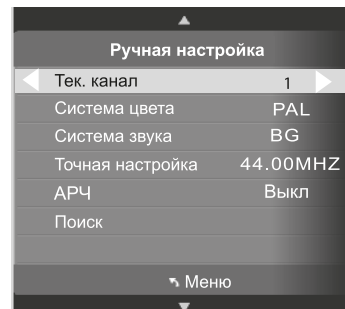 Ручная настройка
Тек. канал 1
Система цвета PAL
Система звука BG
Точная настройка 44.00MHZ
АРЧ Выкл
Поиск
Меню